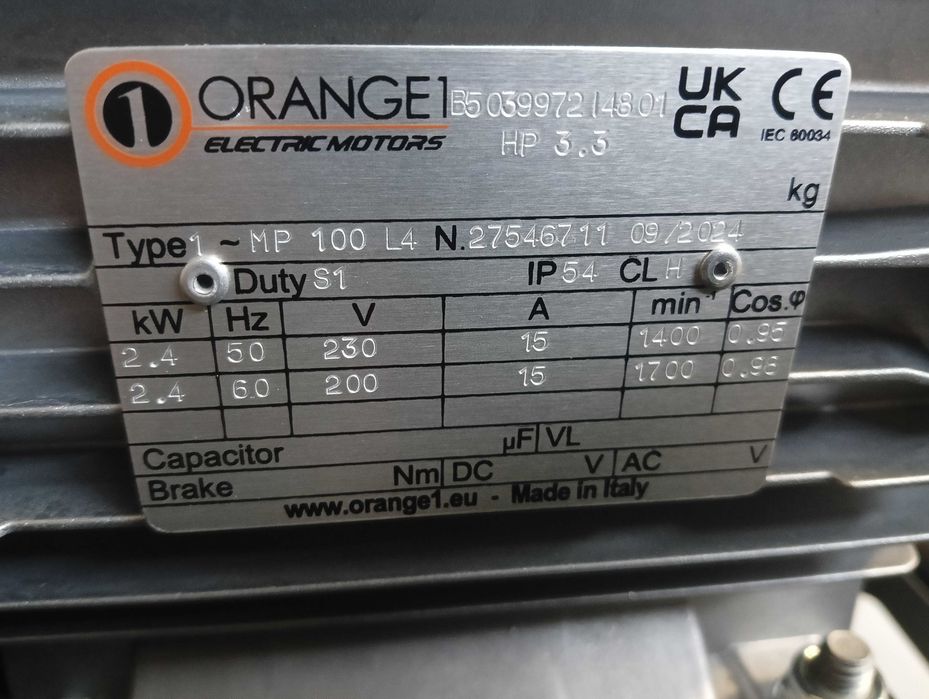 1 ORANGE1 B5 039972 148 01 UK CA CE
ELECTRIC MOTORS HP 3.3 IEC 60034
kg
Type 1 ~ MP 100 L4 N. 27546711 09/2024
Duty S1 IP 54 CL H
kW Hz V A min⁻¹ Cos.φ
2.4 50 230 15 1400 0.95
2.4 60 200 15 1700 0.98
Capacitor µF VL
Brake Nm DC V AC V
www.orange1.eu - Made in Italy